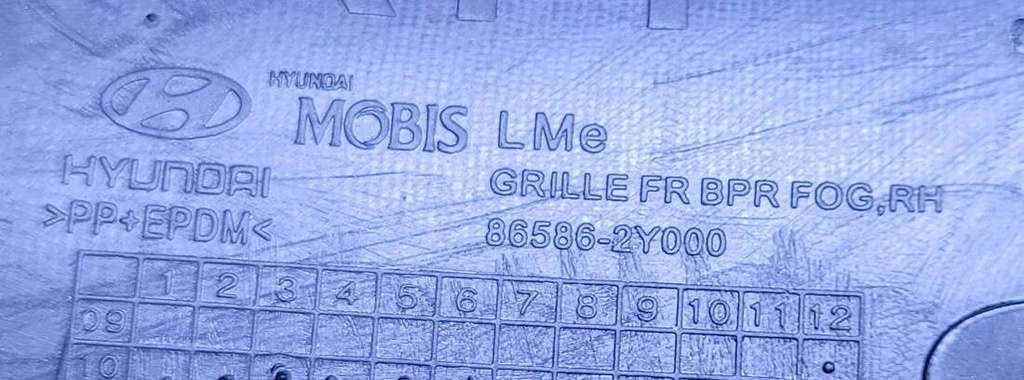 HYUNDAI
MOBIS LMe
HYUNDAI
GRILLE FR BPR FOG,RH
>PP+EPDM<
86586-2Y000
1 2 3 4 5 6 7 8 9 10 11 12
09
10